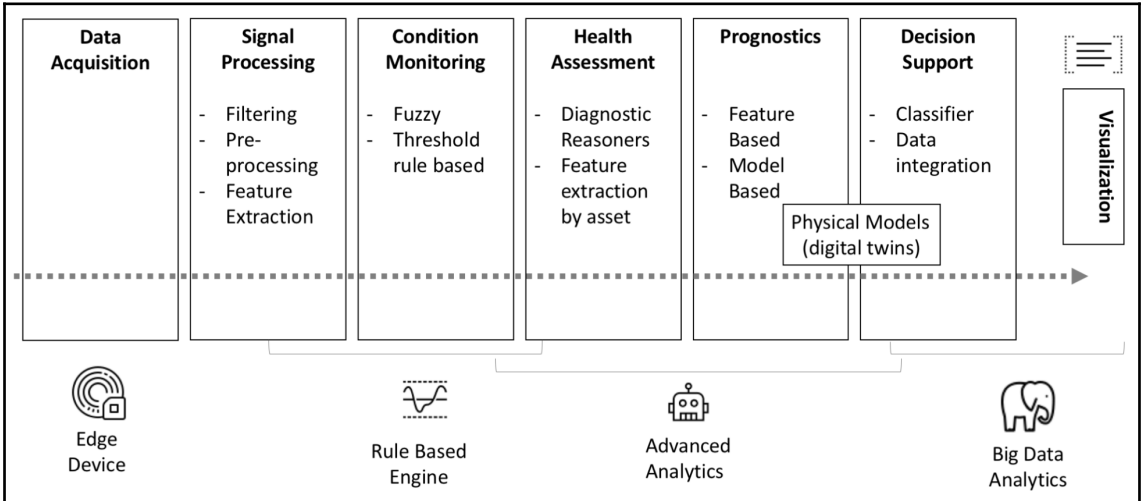 Data
Acquisition
Signal
Processing
- Filtering
- Pre-
processing
- Feature
Extraction
Condition
Monitoring
- Fuzzy
- Threshold
rule based
Health
Assessment
- Diagnostic
Reasoners
- Feature
extraction
by asset
Prognostics
- Feature
Based
- Model
Based
Decision
Support
- Classifier
- Data
integration
Physical Models
(digital twins)
Visualization
Edge
Device
Rule Based
Engine
Advanced
Analytics
Big Data
Analytics